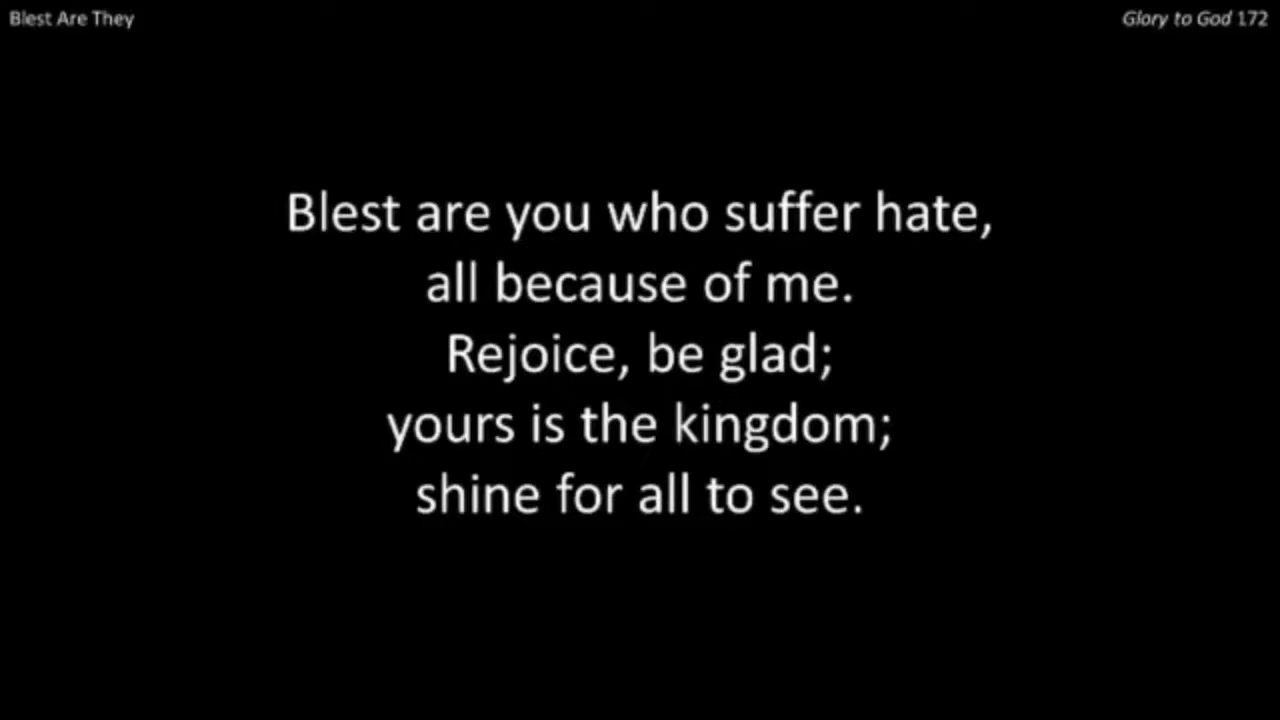 Blest Are They
Glory to God 172
Blest are you who suffer hate,
all because of me.
Rejoice, be glad;
yours is the kingdom;
shine for all to see.